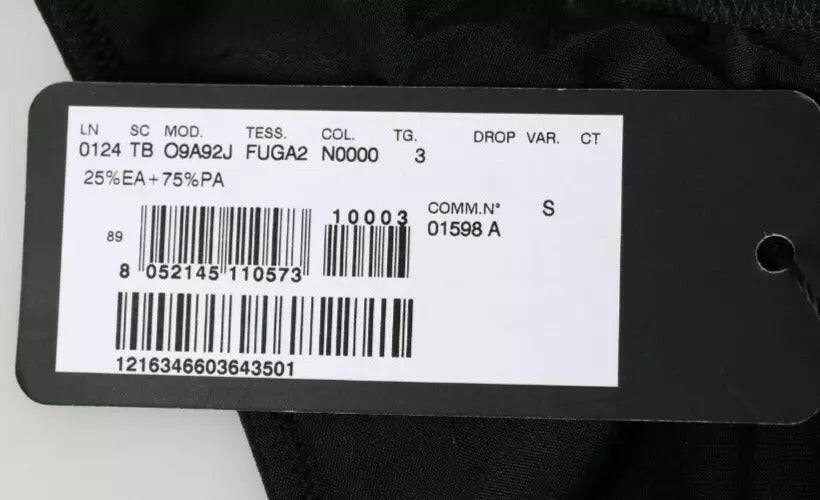 LN SC MOD. TESS. COL. TG. DROP VAR. CT
0124 TB O9A92J FUGA2 N0000 3
25%EA+75%PA
COMM.N° S
01598 A
10003
89
8 052145 110573
1216346603643501